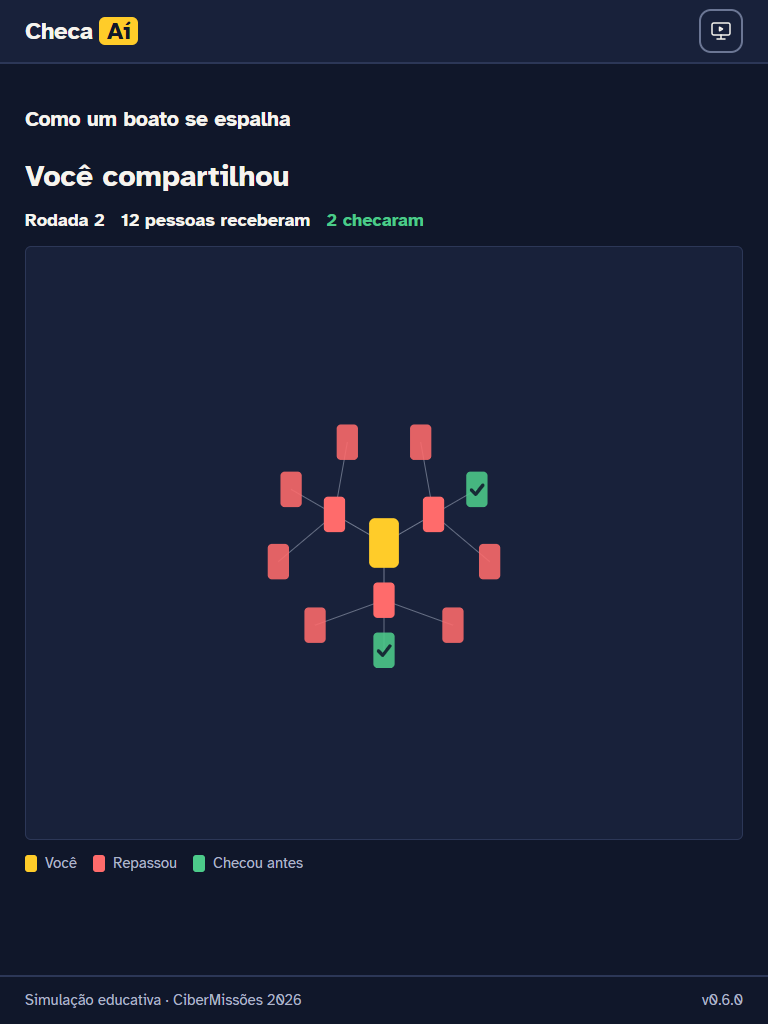 Checa Aí
Como um boato se espalha
Você compartilhou
Rodada 2 12 pessoas receberam 2 checaram
Você Repassou Checou antes
Simulação educativa · CiberMissões 2026 v0.6.0